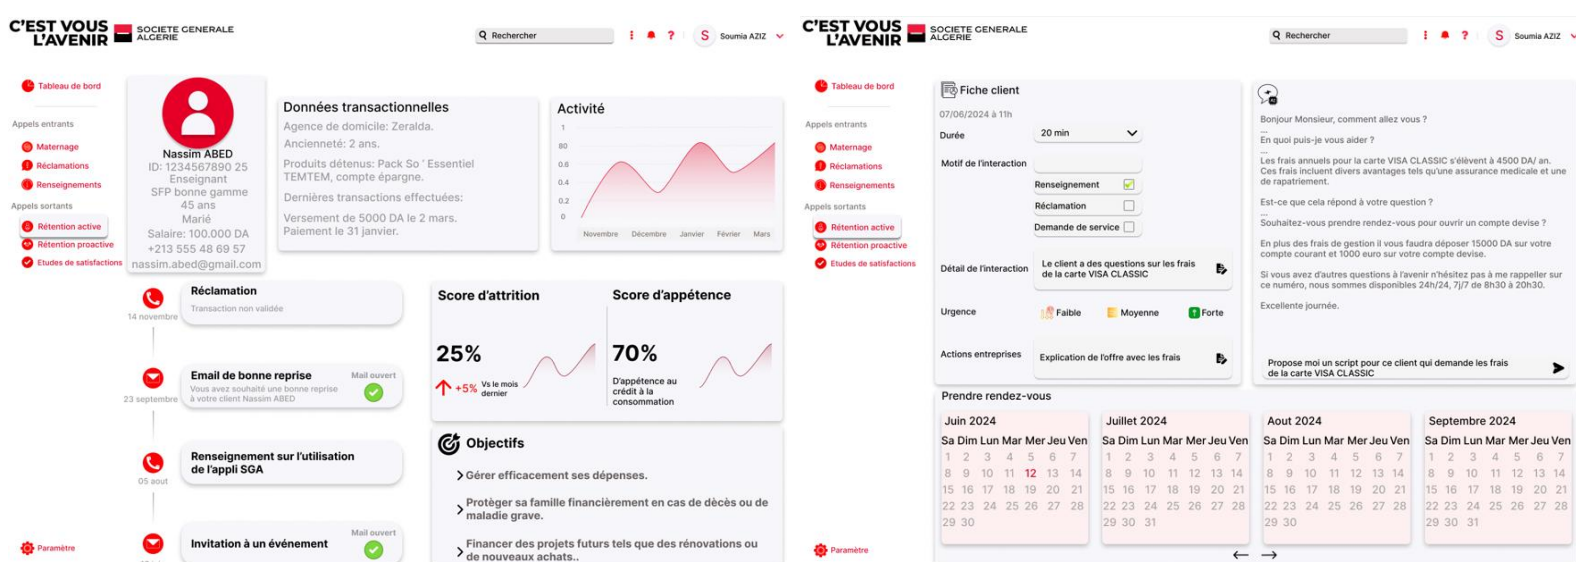 C'EST VOUS
L'AVENIR
SOCIETE GENERALE
ALGERIE
Rechercher
?
S
Soumia AZIZ
Tableau de bord
Appels entrants
Maternage
Réclamations
Renseignements
Appels sortants
Rétention active
Rétention proactive
Etudes de satisfactions
Paramètre
Nassim ABED
ID: 1234567890 25
Enseignant
SFP bonne gamme
45 ans
Marié
Salaire: 100.000 DA
+213 555 48 69 57
nassim.abed@gmail.com
Données transactionnelles
Agence de domicile: Zeralda.
Ancienneté: 2 ans.
Produits détenus: Pack So ' Essentiel
TEMTEM, compte épargne.
Dernières transactions effectuées:
Versement de 5000 DA le 2 mars.
Paiement le 31 janvier.
Activité
1
80
0.6
0.4
0.2
0
Novembre Décembre Janvier Février Mars
14 novembre
Réclamation
Transaction non validée
23 septembre
Email de bonne reprise
Mail ouvert
Vous avez souhaité une bonne reprise
à votre client Nassim ABED
05 aout
Renseignement sur l'utilisation
de l'appli SGA
Invitation à un événement
Mail ouvert
Score d'attrition
25%
+5%
Vs le mois
dernier
Score d'appétence
70%
D'appétence au
crédit à la
consommation
Objectifs
Gérer efficacement ses dépenses.
Protèger sa famille financièrement en cas de dècès ou de
maladie grave.
Financer des projets futurs tels que des rénovations ou
de nouveaux achats..
C'EST VOUS
L'AVENIR
SOCIETE GENERALE
ALGERIE
Rechercher
?
S
Soumia AZIZ
Tableau de bord
Appels entrants
Maternage
Réclamations
Renseignements
Appels sortants
Rétention active
Rétention proactive
Etudes de satisfactions
Paramètre
Fiche client
07/06/2024 à 11h
Durée
20 min
Motif de l'interaction
Renseignement
Réclamation
Demande de service
Détail de l'interaction
Le client a des questions sur les frais
de la carte VISA CLASSIC
Urgence
Faible
Moyenne
Forte
Actions entreprises
Explication de l'offre avec les frais
Bonjour Monsieur, comment allez vous ?
...
En quoi puis-je vous aider ?
...
Les frais annuels pour la carte VISA CLASSIC s'élèvent à 4500 DA/ an.
Ces frais incluent divers avantages tels qu'une assurance medicale et une
de rapatriement.
Est-ce que cela répond à votre question ?
...
Souhaitez-vous prendre rendez-vous pour ouvrir un compte devise ?
En plus des frais de gestion il vous faudra déposer 15000 DA sur votre
compte courant et 1000 euro sur votre compte devise.
Si vous avez d'autres questions à l'avenir n'hésitez pas à me rappeller sur
ce numéro, nous sommes disponibles 24h/24, 7j/7 de 8h30 à 20h30.
Excellente journée.
Propose moi un script pour ce client qui demande les frais
de la carte VISA CLASSIC
Prendre rendez-vous
Juin 2024
Sa Dim Lun Mar Mer Jeu Ven
1 2 3 4 5 6 7
8 9 10 11 12 13 14
15 16 17 18 19 20 21
22 23 24 25 26 27 28
29 30
Juillet 2024
Sa Dim Lun Mar Mer Jeu Ven
1 2 3 4 5 6 7
8 9 10 11 12 13 14
15 16 17 18 19 20 21
22 23 24 25 26 27 28
29 30 31
Aout 2024
Sa Dim Lun Mar Mer Jeu Ven
1 2 3 4 5 6 7
8 9 10 11 12 13 14
15 16 17 18 19 20 21
22 23 24 25 26 27 28
29 30
Septembre 2024
Sa Dim Lun Mar Mer Jeu Ven
1 2 3 4 5 6 7
8 9 10 11 12 13 14
15 16 17 18 19 20 21
22 23 24 25 26 27 28
29 30 31